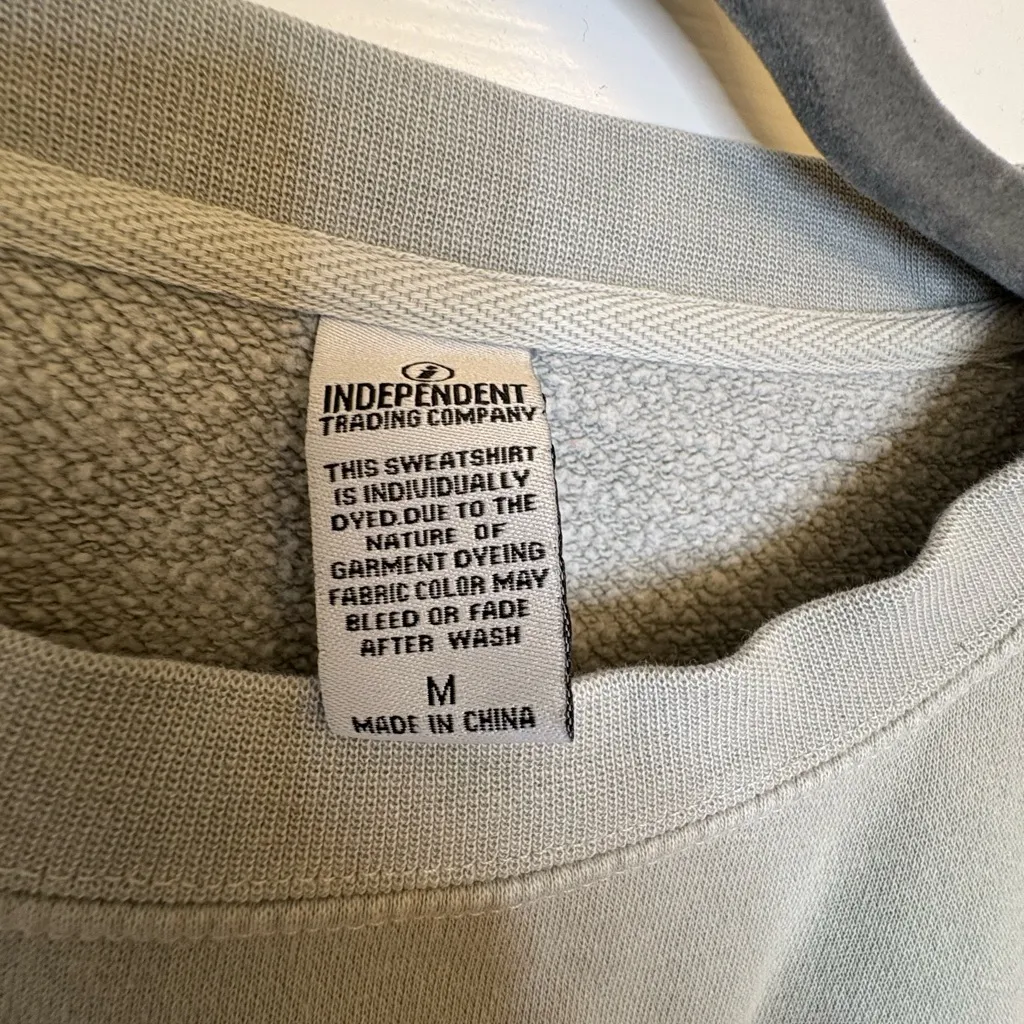 INDEPENDENT
TRADING COMPANY
THIS SWEATSHIRT
IS INDIVIDUALLY
DYED.DUE TO THE
NATURE OF
GARMENT DYEING
FABRIC COLOR MAY
BLEED OR FADE
AFTER WASH
M
MADE IN CHINA